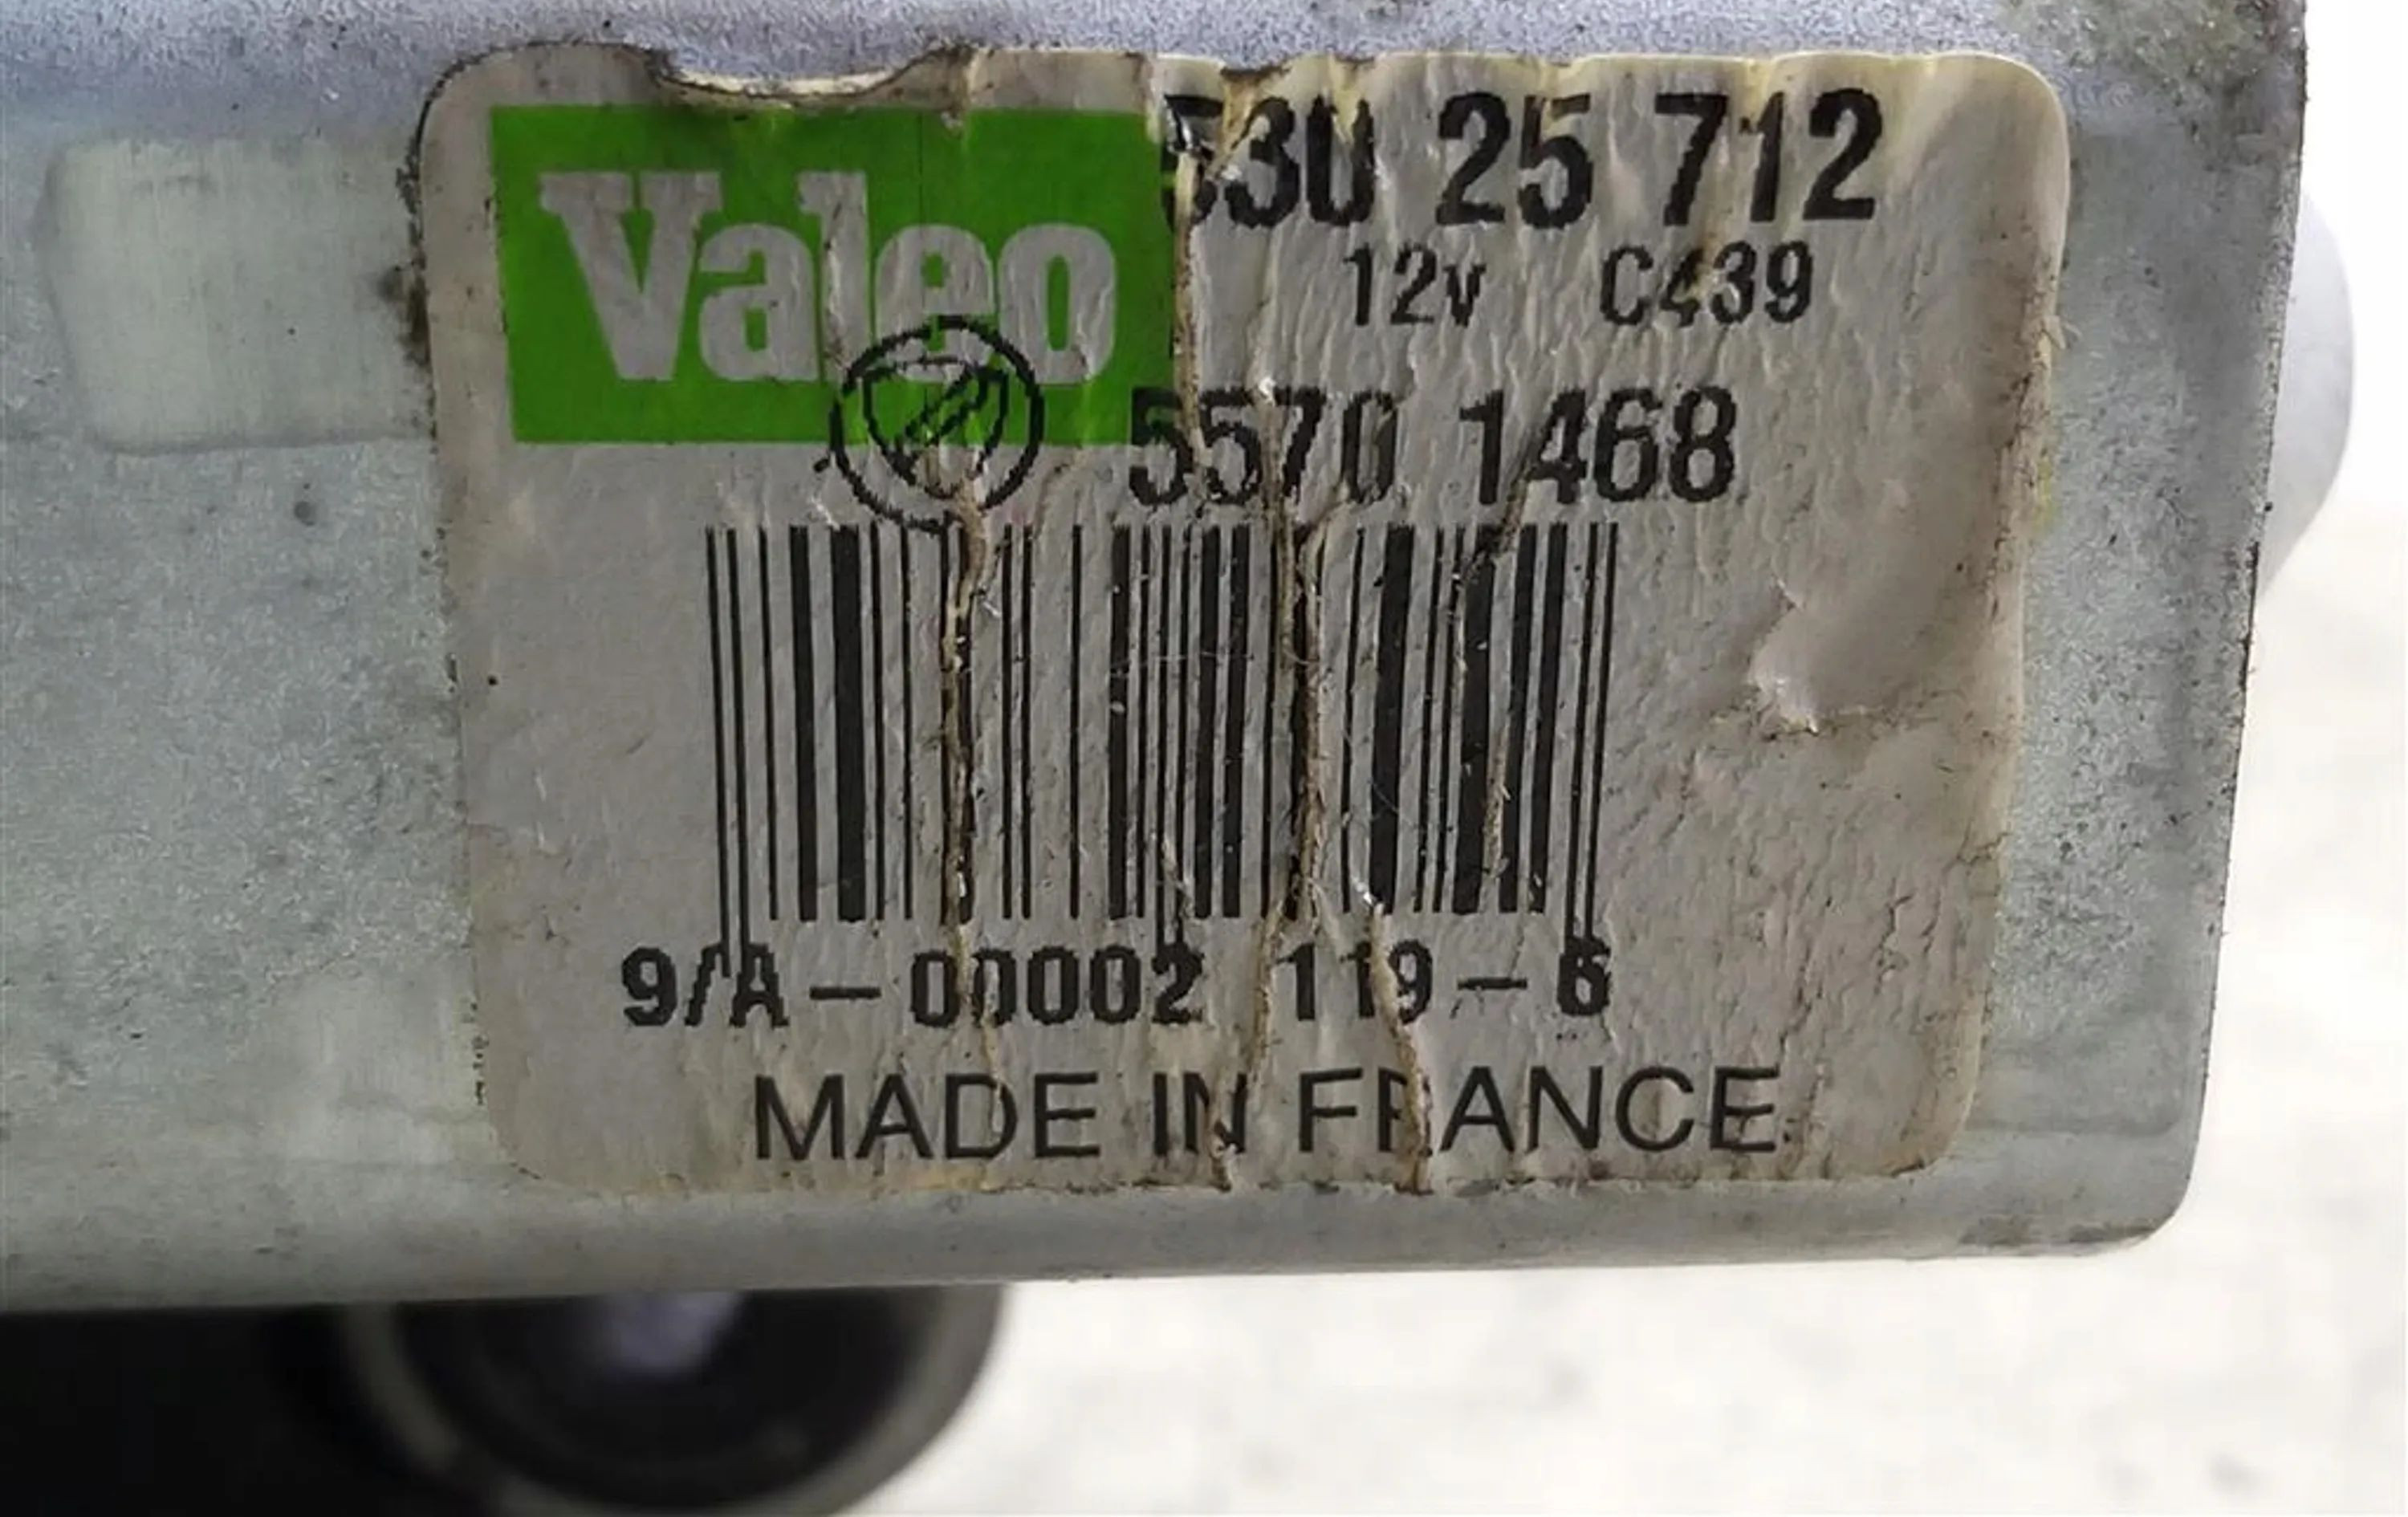 Valeo 530 25 712
12v C439
5570 1468
9/A-00002 119-6
MADE IN FRANCE